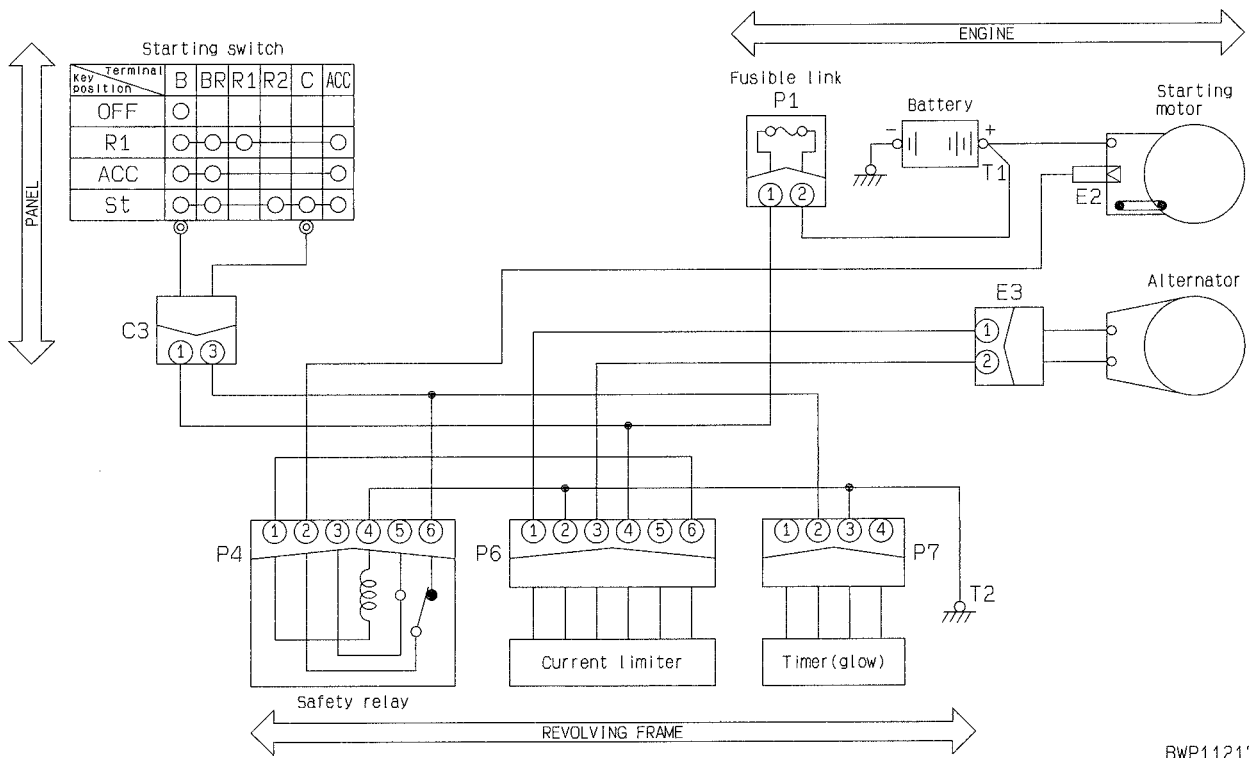 ENGINE
Starting switch
Key position Terminal B BR R1 R2 C ACC
OFF
R1
ACC
St
PANEL
Fusible link
P1
1 2
Battery
- +
T1
Starting
motor
E2
Alternator
E3
1
2
C3
1 3
P4
1 2 3 4 5 6
Safety relay
P6
1 2 3 4 5 6
Current limiter
P7
1 2 3 4
Timer(glow)
T2
REVOLVING FRAME